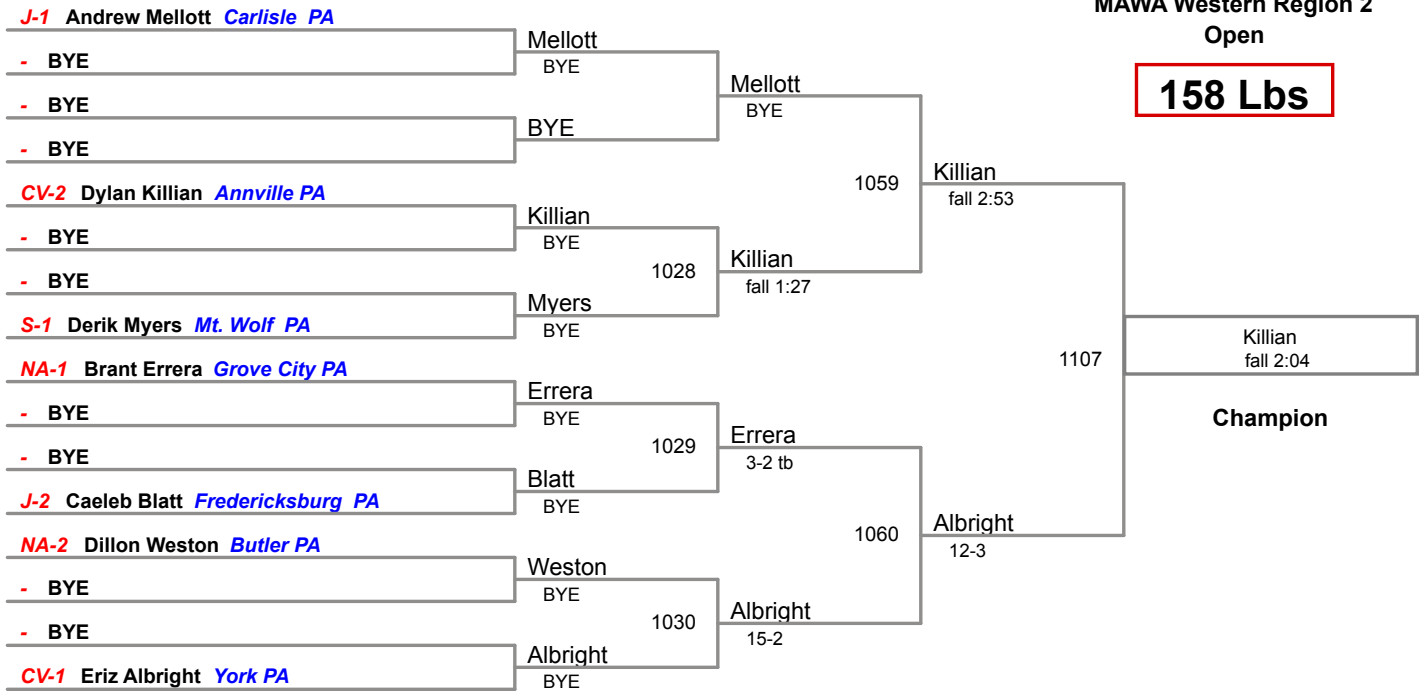 MAWA Western Region 2
Open
158 Lbs
J-1 Andrew Mellott Carlisle PA
- BYE
- BYE
- BYE
CV-2 Dylan Killian Annville PA
- BYE
- BYE
S-1 Derik Myers Mt. Wolf PA
NA-1 Brant Errera Grove City PA
- BYE
- BYE
J-2 Caeleb Blatt Fredericksburg PA
NA-2 Dillon Weston Butler PA
- BYE
- BYE
CV-1 Eriz Albright York PA
Mellott
BYE
BYE
Killian
BYE
1028
Myers
BYE
Errera
BYE
1029
Blatt
BYE
Weston
BYE
1030
Albright
BYE
Mellott
BYE
1059
Killian
fall 1:27
Errera
3-2 tb
1060
Albright
15-2
Killian
fall 2:53
1107
Albright
12-3
Killian
fall 2:04
Champion